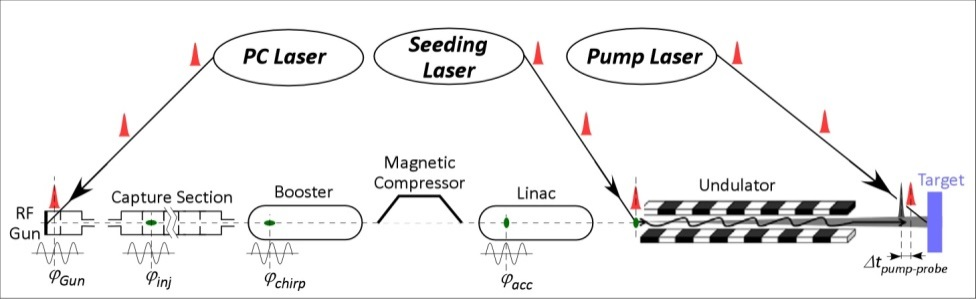 PC Laser
Seeding
Laser
Pump Laser
Magnetic
Compressor
Capture Section
Booster
Linac
Undulator
Target
RF
Gun
φGun
φinj
φchirp
φacc
Δtpump-probe